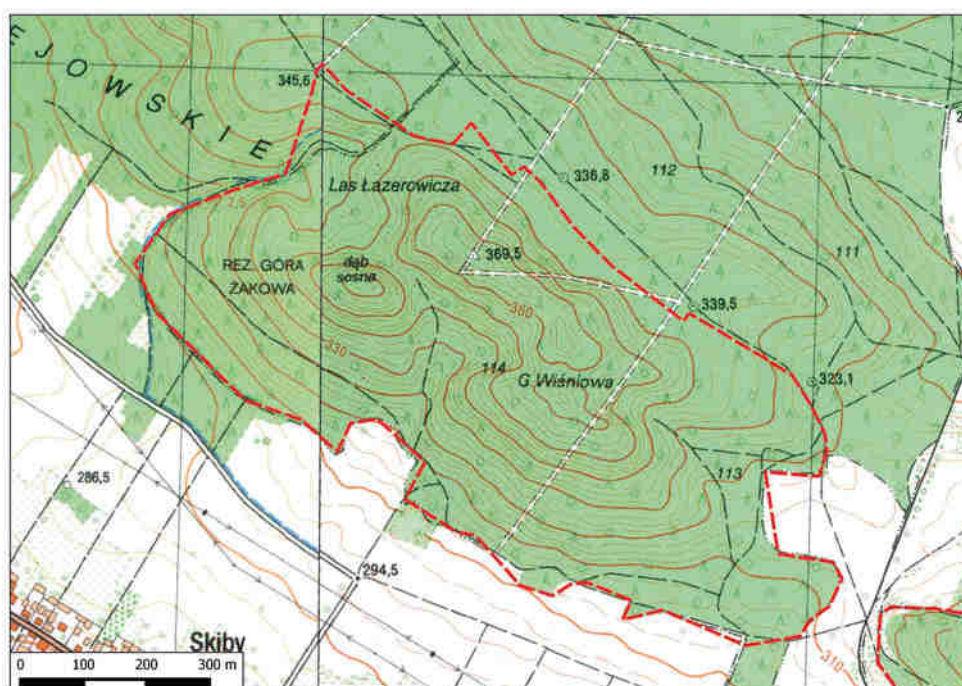 EJOWSKIE
345,6
Las Łazerowicza
336,8
112
111
REZ. GÓRA
ŻAKOWA
dąb
sosna
369,5
339,5
350
330
114
G. Wiśniowa
323,1
113
286,5
294,5
310
Skiby
0 100 200 300 m